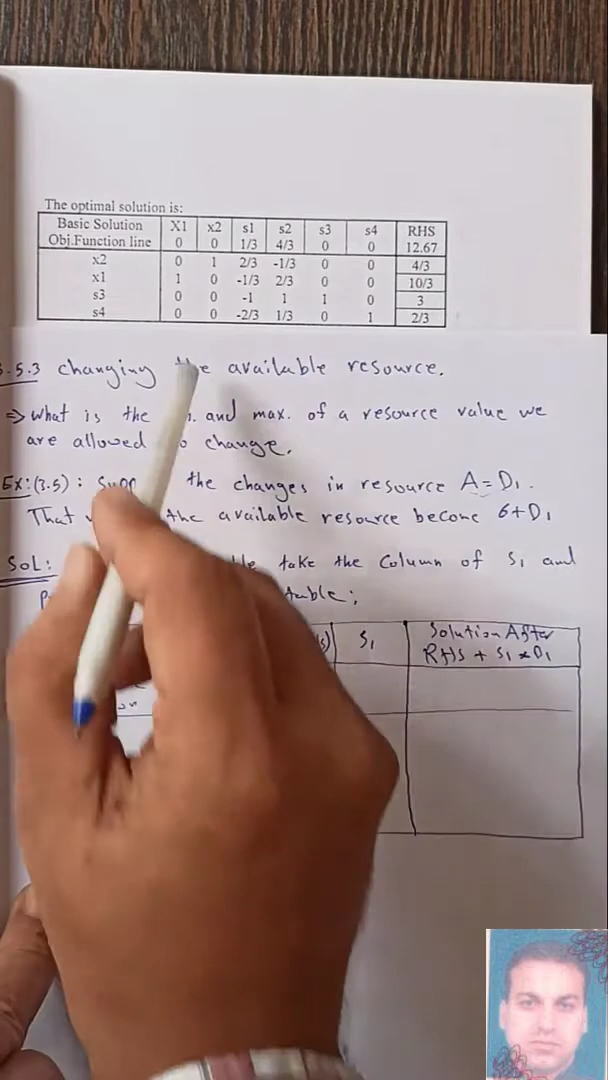 The optimal solution is:
Basic Solution X1 x2 s1 s2 s3 s4 RHS
Obj.Function line 0 0 1/3 4/3 0 0 12.67
x2 0 1 2/3 -1/3 0 0 4/3
x1 1 0 -1/3 2/3 0 0 10/3
s3 0 0 -1 1 1 0 3
s4 0 0 -2/3 1/3 0 1 2/3
.5.3 changing the available resource.
⇒ what is the and max. of a resource value we
are allowed to change.
Ex:(3.5): the changes in resource A = D1.
That the available resource become 6+D1
Sol: take the Column of S1 and
table;
S1 Solution After
RHS + S1 * D1